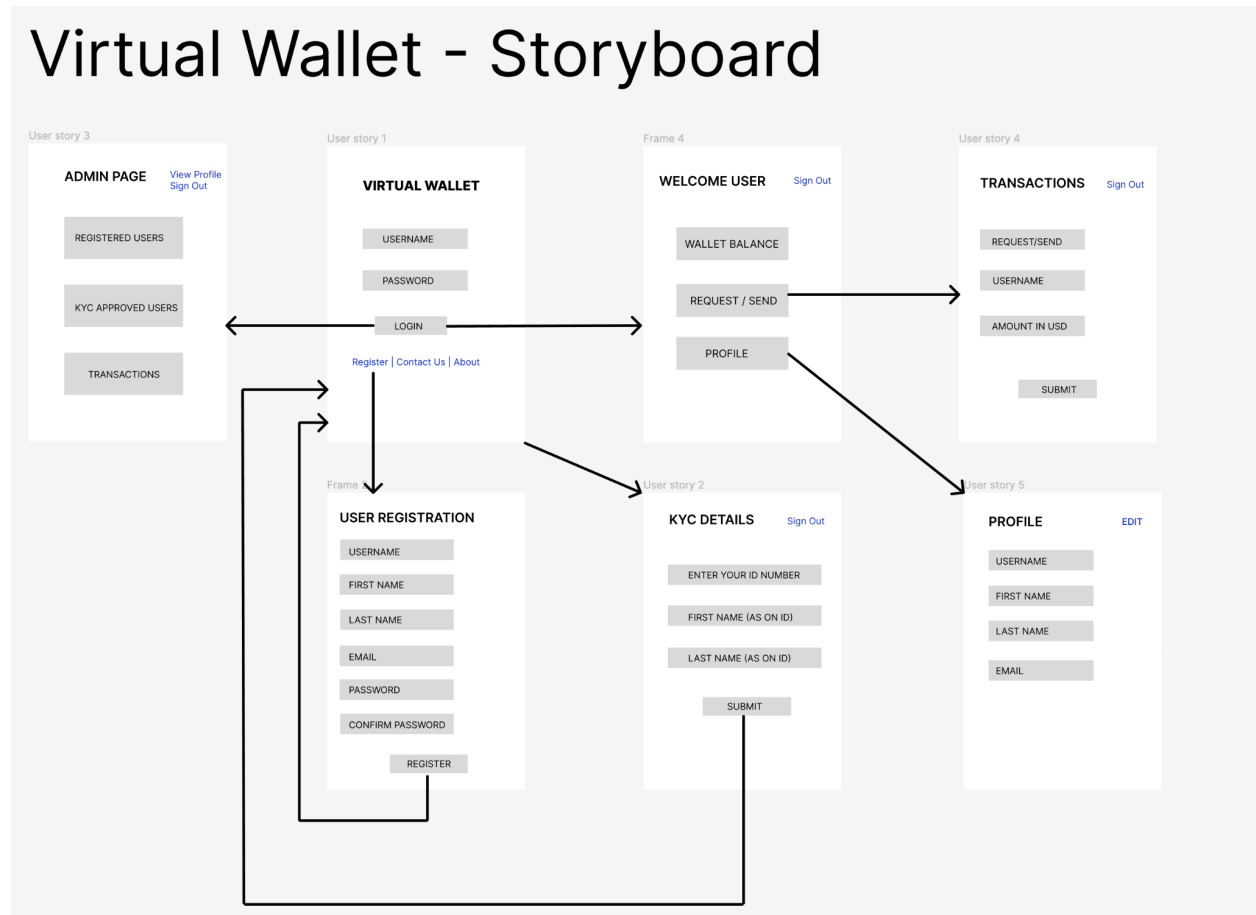 Virtual Wallet - Storyboard
User story 3
ADMIN PAGE
View Profile
Sign Out
REGISTERED USERS
KYC APPROVED USERS
TRANSACTIONS
User story 1
VIRTUAL WALLET
USERNAME
PASSWORD
LOGIN
Register | Contact Us | About
Frame 4
WELCOME USER
Sign Out
WALLET BALANCE
REQUEST / SEND
PROFILE
User story 4
TRANSACTIONS
Sign Out
REQUEST/SEND
USERNAME
AMOUNT IN USD
SUBMIT
Frame
USER REGISTRATION
USERNAME
FIRST NAME
LAST NAME
EMAIL
PASSWORD
CONFIRM PASSWORD
REGISTER
User story 2
KYC DETAILS
Sign Out
ENTER YOUR ID NUMBER
FIRST NAME (AS ON ID)
LAST NAME (AS ON ID)
SUBMIT
User story 5
PROFILE
EDIT
USERNAME
FIRST NAME
LAST NAME
EMAIL